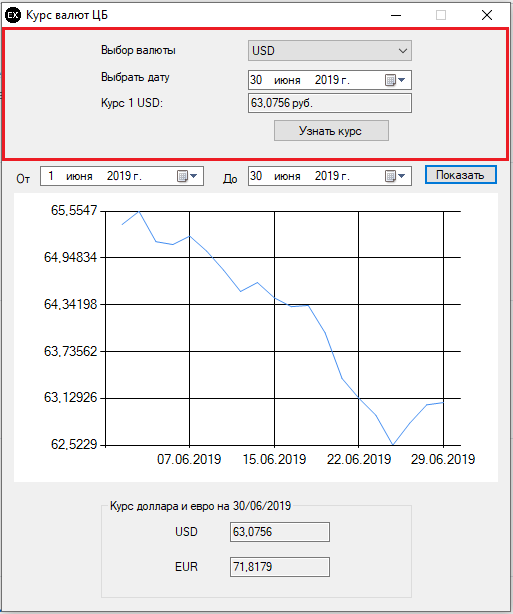 EX Курс валют ЦБ
Выбор валюты USD
Выбрать дату 30 июня 2019 г.
Курс 1 USD: 63,0756 руб.
Узнать курс
От 1 июня 2019 г. До 30 июня 2019 г. Показать
65,5547
64,94834
64,34198
63,73562
63,12926
62,5229
07.06.2019 15.06.2019 22.06.2019 29.06.2019
Курс доллара и евро на 30/06/2019
USD 63,0756
EUR 71,8179